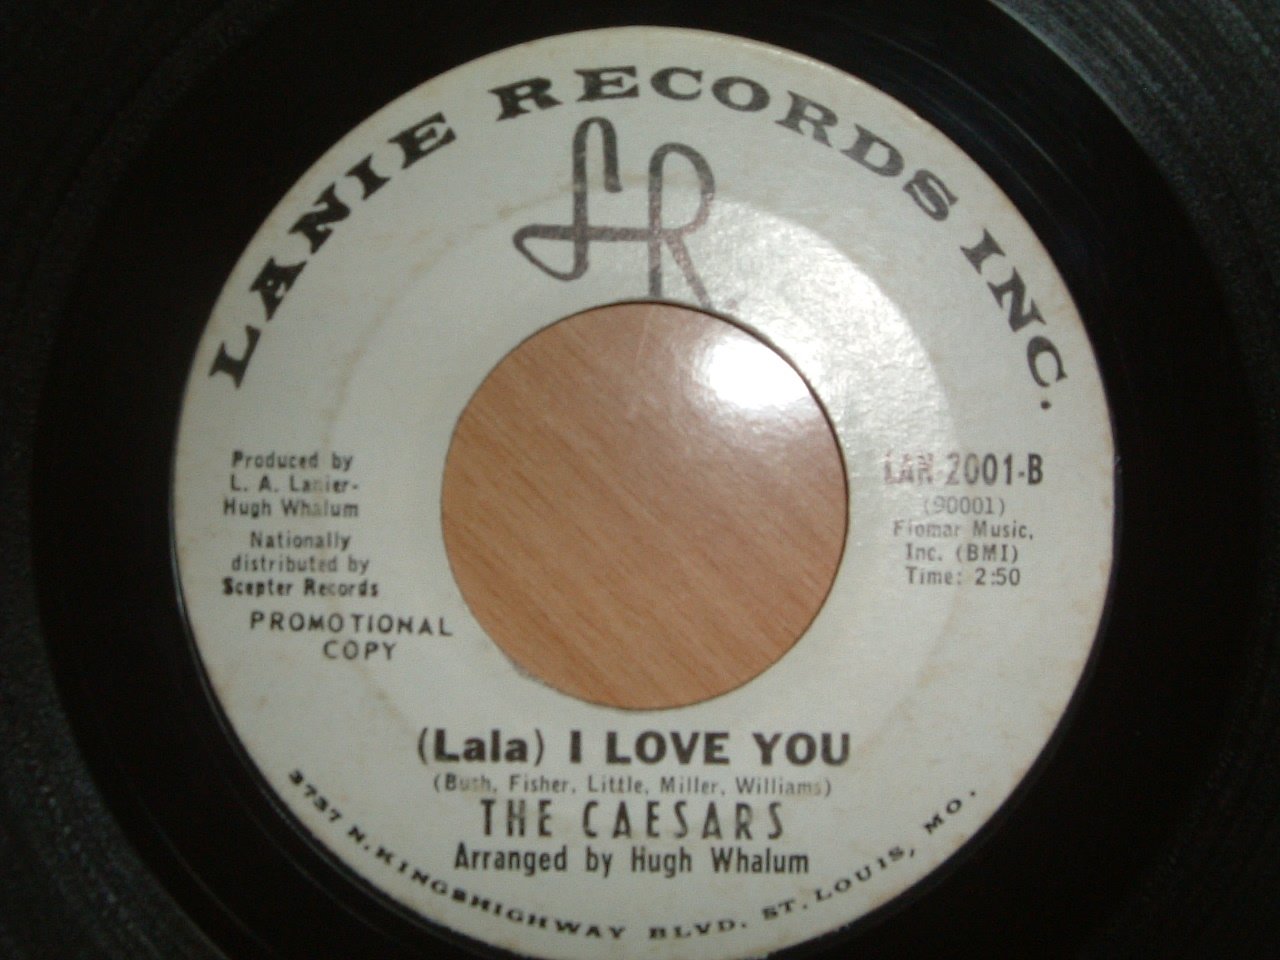 LANIE RECORDS INC.
LR
Produced by
L. A. Lanier-
Hugh Whalum
Nationally
distributed by
Scepter Records
PROMOTIONAL
COPY
LAN-2001-B
(90001)
Flomar Music,
Inc. (BMI)
Time: 2:50
(Lala) I LOVE YOU
(Bush, Fisher, Little, Miller, Williams)
THE CAESARS
Arranged by Hugh Whalum
2737 N. KINGSHIGHWAY BLVD. ST. LOUIS, MO.